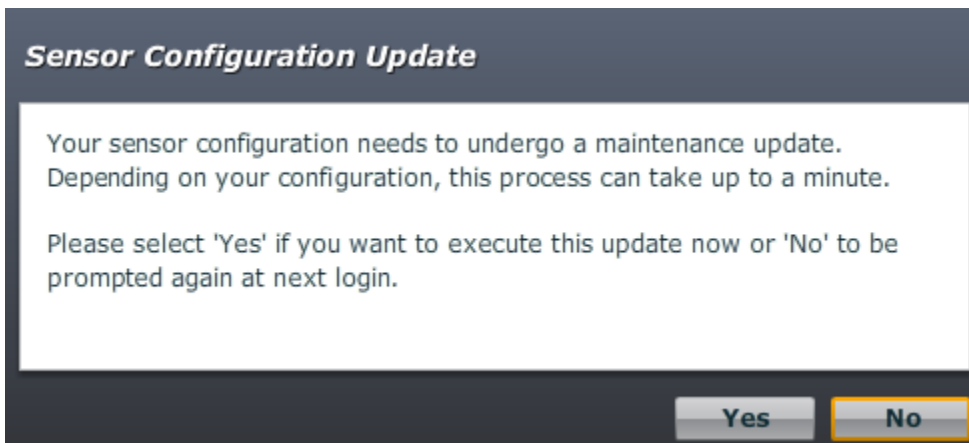 Sensor Configuration Update
Your sensor configuration needs to undergo a maintenance update.
Depending on your configuration, this process can take up to a minute.
Please select 'Yes' if you want to execute this update now or 'No' to be
prompted again at next login.
Yes No